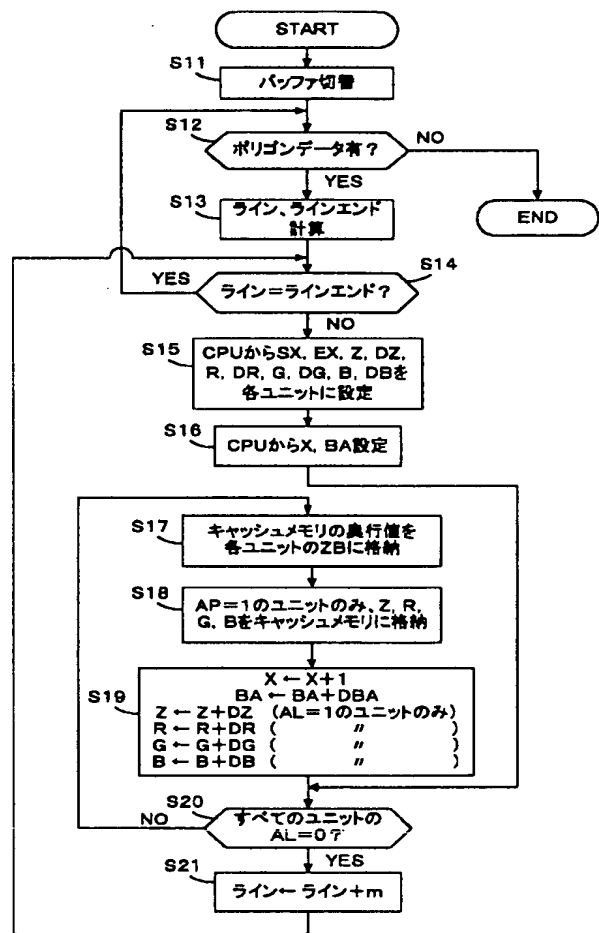 START
S11
バッファ切替
S12
ポリゴンデータ有？
NO
YES
END
S13
ライン、ラインエンド
計算
S14
YES
ライン＝ラインエンド？
NO
S15
CPUからSX, EX, Z, DZ,
R, DR, G, DG, B, DBを
各ユニットに設定
S16
CPUからX, BA設定
S17
キャッシュメモリの奥行値を
各ユニットのZBに格納
S18
AP＝1のユニットのみ、Z, R,
G, Bをキャッシュメモリに格納
S19
X ← X+1
BA ← BA+DBA
Z ← Z+DZ (AL=1のユニットのみ)
R ← R+DR ( 〃 )
G ← G+DG ( 〃 )
B ← B+DB ( 〃 )
S20
NO
すべてのユニットの
AL=0？
YES
S21
ライン← ライン+m